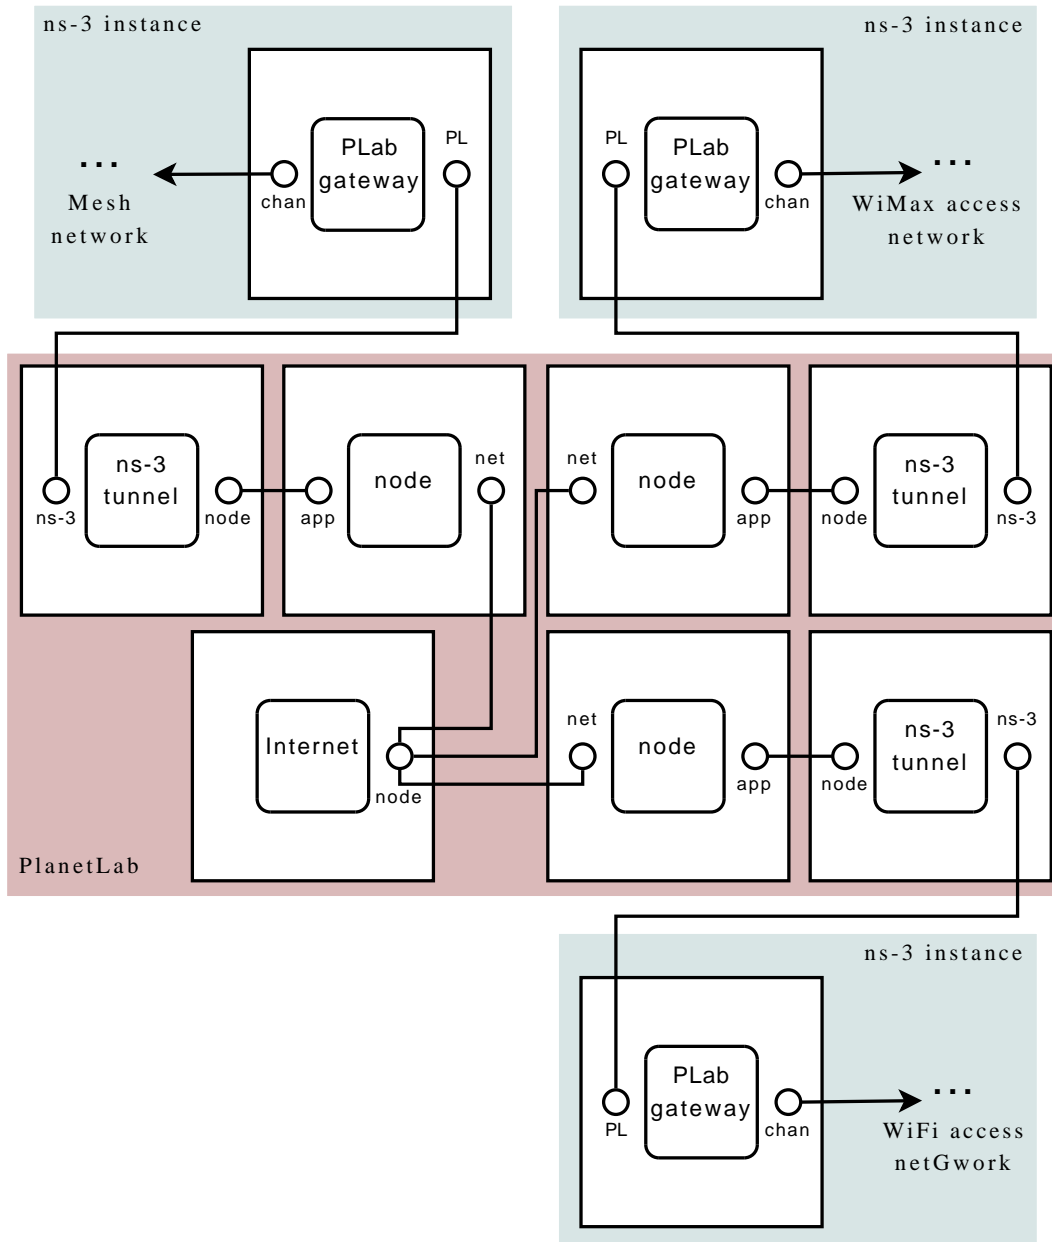 ns-3 instance
ns-3 instance
PLab
gateway
PL
chan
...
Mesh
network
PL
PLab
gateway
chan
...
WiMax access
network
ns-3
tunnel
ns-3
node
node
app
net
net
node
app
ns-3
tunnel
node
ns-3
Internet
node
net
node
app
ns-3
tunnel
node
ns-3
PlanetLab
ns-3 instance
PLab
gateway
PL
chan
...
WiFi access
netGwork